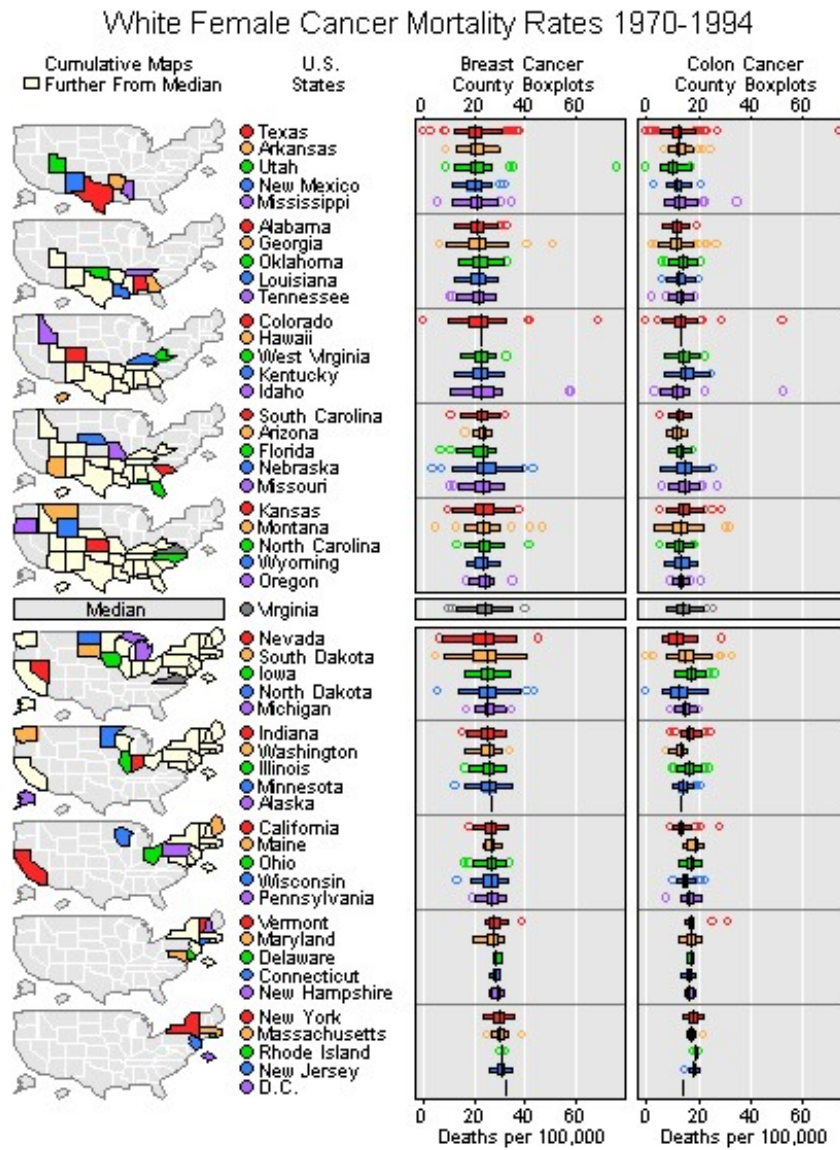 White Female Cancer Mortality Rates 1970-1994
Cumulative Maps U.S. Breast Cancer Colon Cancer
Further From Median States County Boxplots County Boxplots
0 20 40 60 0 20 40 60
Texas
Arkansas
Utah
New Mexico
Mississippi
Alabama
Georgia
Oklahoma
Louisiana
Tennessee
Colorado
Hawaii
West Virginia
Kentucky
Idaho
South Carolina
Arizona
Florida
Nebraska
Missouri
Kansas
Montana
North Carolina
Wyoming
Oregon
Median Virginia
Nevada
South Dakota
Iowa
North Dakota
Michigan
Indiana
Washington
Illinois
Minnesota
Alaska
California
Maine
Ohio
Wisconsin
Pennsylvania
Vermont
Maryland
Delaware
Connecticut
New Hampshire
New York
Massachusetts
Rhode Island
New Jersey
D.C.
0 20 40 60 0 20 40 60
Deaths per 100,000 Deaths per 100,000